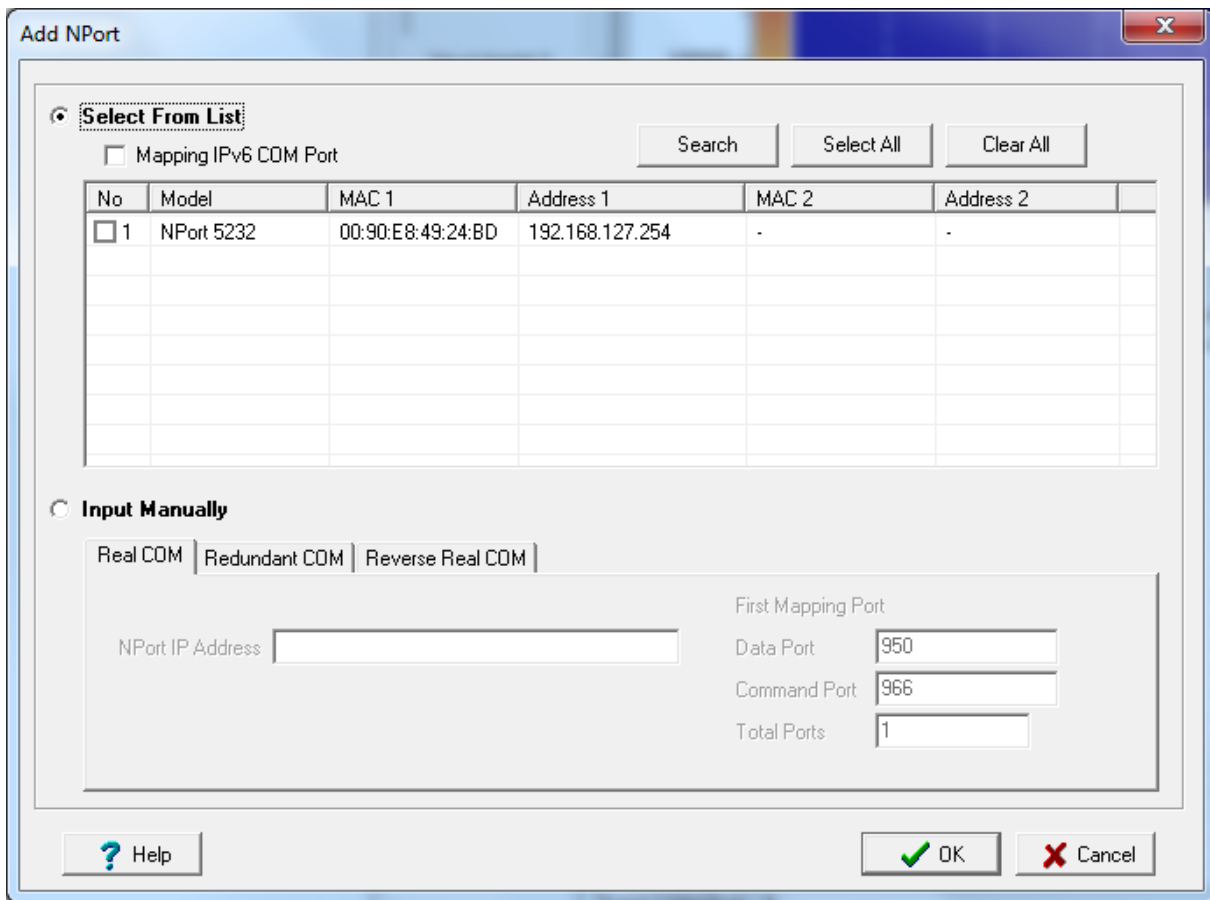 Add NPort
Select From List
Mapping IPv6 COM Port
Search
Select All
Clear All
No Model MAC 1 Address 1 MAC 2 Address 2
1 NPort 5232 00:90:E8:49:24:BD 192.168.127.254 - -
Input Manually
Real COM Redundant COM Reverse Real COM
First Mapping Port
NPort IP Address
Data Port 950
Command Port 966
Total Ports 1
? Help
OK
Cancel